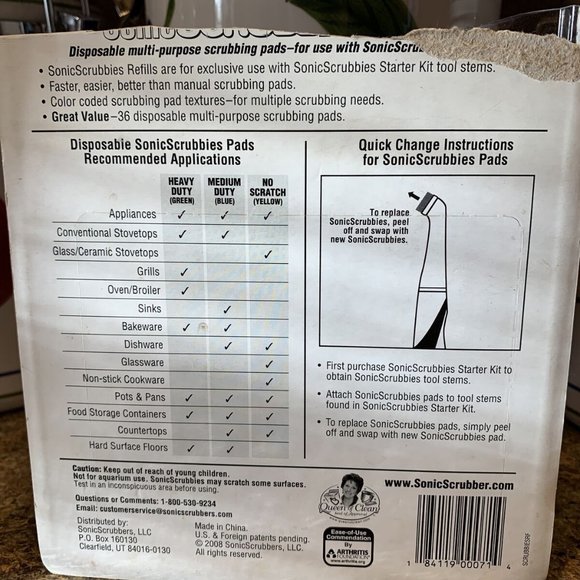 Disposable multi-purpose scrubbing pads–for use with
• SonicScrubbies Refills are for exclusive use with SonicScrubbies Starter Kit tool stems.
• Faster, easier, better than manual scrubbing pads.
• Color coded scrubbing pad textures–for multiple scrubbing needs.
• Great Value–36 disposable multi-purpose scrubbing pads.
Disposable SonicScrubbies Pads
Recommended Applications
HEAVY DUTY (GREEN) MEDIUM DUTY (BLUE) NO SCRATCH (YELLOW)
Appliances ✓ ✓ ✓
Conventional Stovetops ✓ ✓
Glass/Ceramic Stovetops ✓
Grills ✓
Oven/Broiler ✓
Sinks ✓
Bakeware ✓ ✓
Dishware ✓ ✓
Glassware ✓
Non-stick Cookware ✓
Pots & Pans ✓ ✓ ✓
Food Storage Containers ✓ ✓ ✓
Countertops ✓ ✓
Hard Surface Floors ✓ ✓
Quick Change Instructions
for SonicScrubbies Pads
To replace
SonicScrubbies, peel
off and swap with
new SonicScrubbies.
• First purchase SonicScrubbies Starter Kit to
obtain SonicScrubbies tool stems.
• Attach SonicScrubbies pads to tool stems
found in SonicScrubbies Starter Kit.
• To replace SonicScrubbies pads, simply peel
off and swap with new SonicScrubbies pad.
Caution: Keep out of reach of young children.
Not for aquarium use. SonicScrubbies may scratch some surfaces.
Test in an inconspicuous area before using.
Questions or Comments: 1-800-530-9234
Email: customerservice@sonicscrubbers.com
Distributed by:
SonicScrubbers, LLC
P.O. Box 160130
Clearfield, UT 84016-0130
Made in China.
U.S. & Foreign patents pending.
© 2008 SonicScrubbers, LLC
All rights reserved.
Queen of Clean
Ease-of-Use
Commendation
By
ARTHRITIS
FOUNDATION
www.arthritis.org
www.SonicScrubber.com
1 84119 00071 4